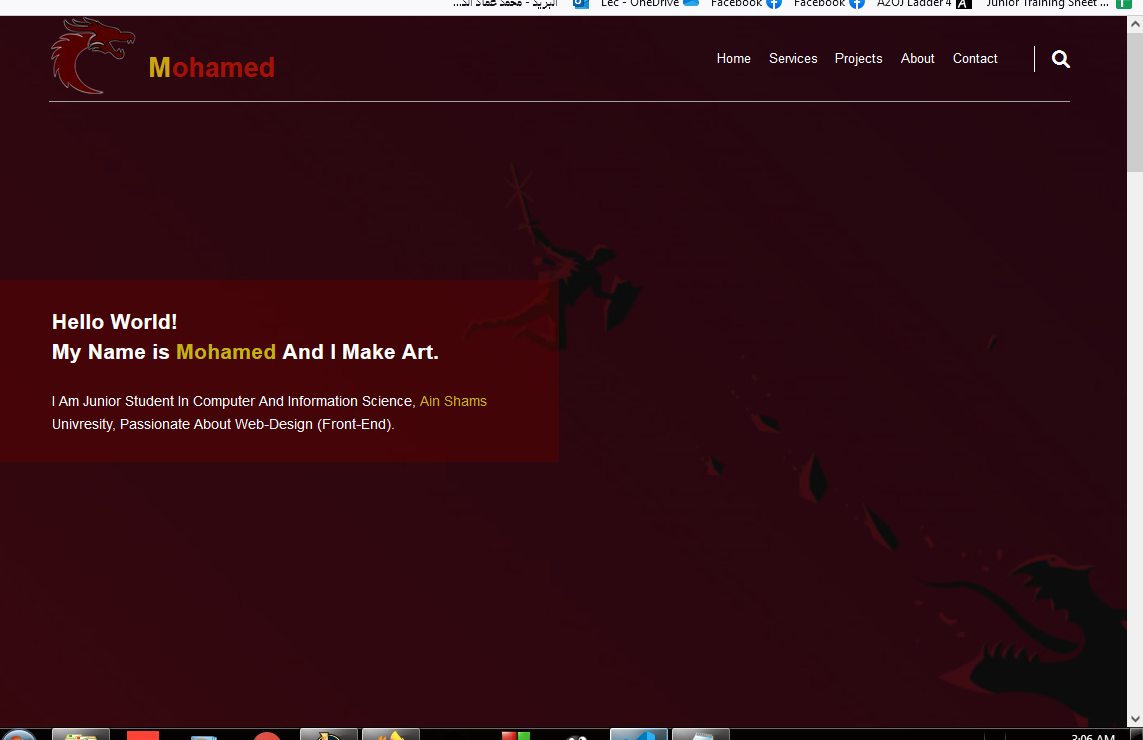 البريد - محمد عماد الد...
Lec - OneDrive
Facebook
Facebook
A2OJ Ladder 4
Junior Training Sheet ...
Mohamed
Home Services Projects About Contact
Hello World!
My Name is Mohamed And I Make Art.
I Am Junior Student In Computer And Information Science, Ain Shams
Univresity, Passionate About Web-Design (Front-End).
3:06 AM